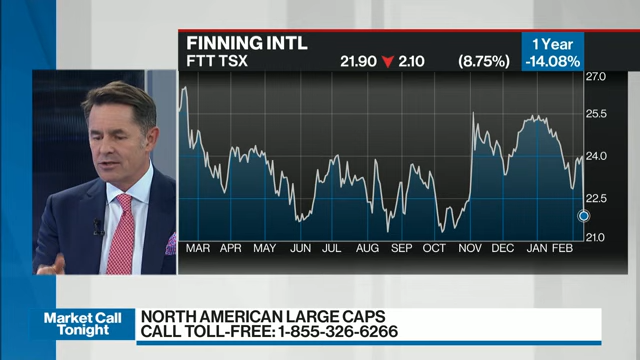 FINNING INTL
FTT TSX 21.90 2.10 (8.75%)
1 Year
-14.08%
27.0
25.5
24.0
22.5
21.0
MAR APR MAY JUN JUL AUG SEP OCT NOV DEC JAN FEB
Market Call
Tonight
NORTH AMERICAN LARGE CAPS
CALL TOLL-FREE: 1-855-326-6266